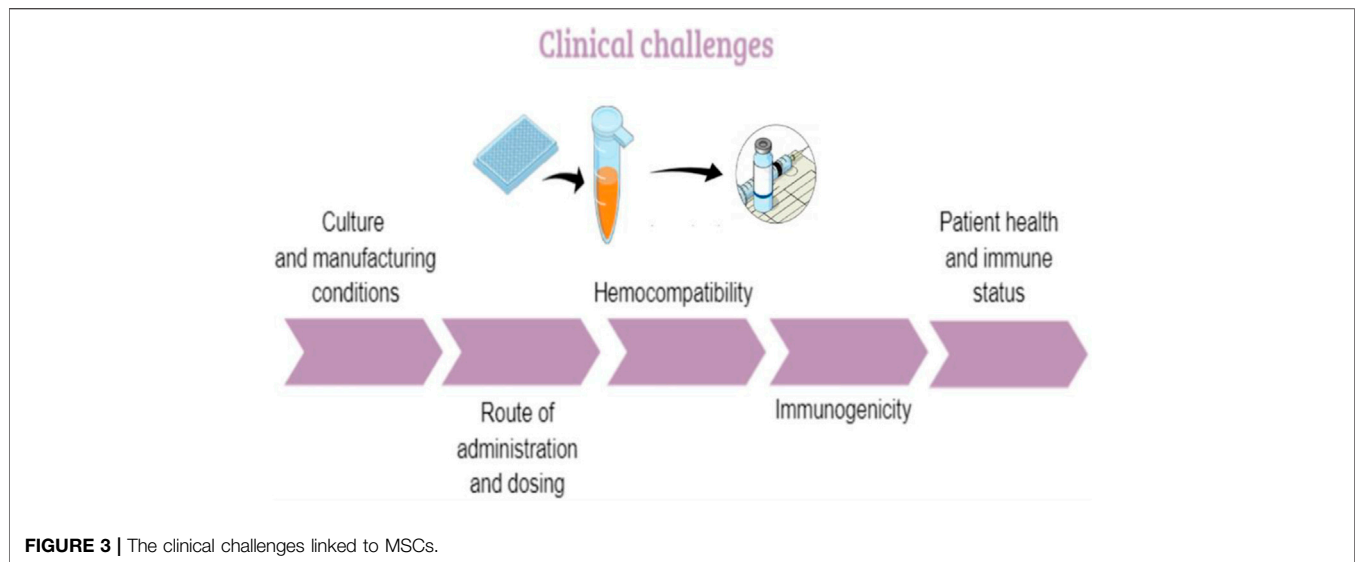 Clinical challenges
Culture
and manufacturing
conditions
Route of
administration
and dosing
Hemocompatibility
Immunogenicity
Patient health
and immune
status
FIGURE 3 | The clinical challenges linked to MSCs.